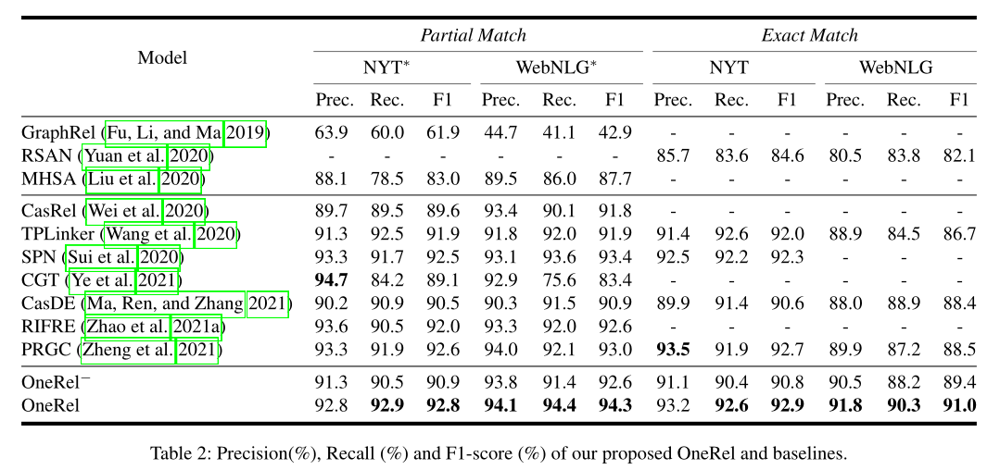 Model Partial Match Exact Match
NYT* WebNLG* NYT WebNLG
Prec. Rec. F1 Prec. Rec. F1 Prec. Rec. F1 Prec. Rec. F1
GraphRel (Fu, Li, and Ma 2019) 63.9 60.0 61.9 44.7 41.1 42.9 - - - - - -
RSAN (Yuan et al. 2020) - - - - - - 85.7 83.6 84.6 80.5 83.8 82.1
MHSA (Liu et al. 2020) 88.1 78.5 83.0 89.5 86.0 87.7 - - - - - -
CasRel (Wei et al. 2020) 89.7 89.5 89.6 93.4 90.1 91.8 - - - - - -
TPLinker (Wang et al. 2020) 91.3 92.5 91.9 91.8 92.0 91.9 91.4 92.6 92.0 88.9 84.5 86.7
SPN (Sui et al. 2020) 93.3 91.7 92.5 93.1 93.6 93.4 92.5 92.2 92.3 - - -
CGT (Ye et al. 2021) 94.7 84.2 89.1 92.9 75.6 83.4 - - - - - -
CasDE (Ma, Ren, and Zhang 2021) 90.2 90.9 90.5 90.3 91.5 90.9 89.9 91.4 90.6 88.0 88.9 88.4
RIFRE (Zhao et al. 2021a) 93.6 90.5 92.0 93.3 92.0 92.6 - - - - - -
PRGC (Zheng et al. 2021) 93.3 91.9 92.6 94.0 92.1 93.0 93.5 91.9 92.7 89.9 87.2 88.5
OneRel⁻ 91.3 90.5 90.9 93.8 91.4 92.6 91.1 90.4 90.8 90.5 88.2 89.4
OneRel 92.8 92.9 92.8 94.1 94.4 94.3 93.2 92.6 92.9 91.8 90.3 91.0
Table 2: Precision(%), Recall (%) and F1-score (%) of our proposed OneRel and baselines.